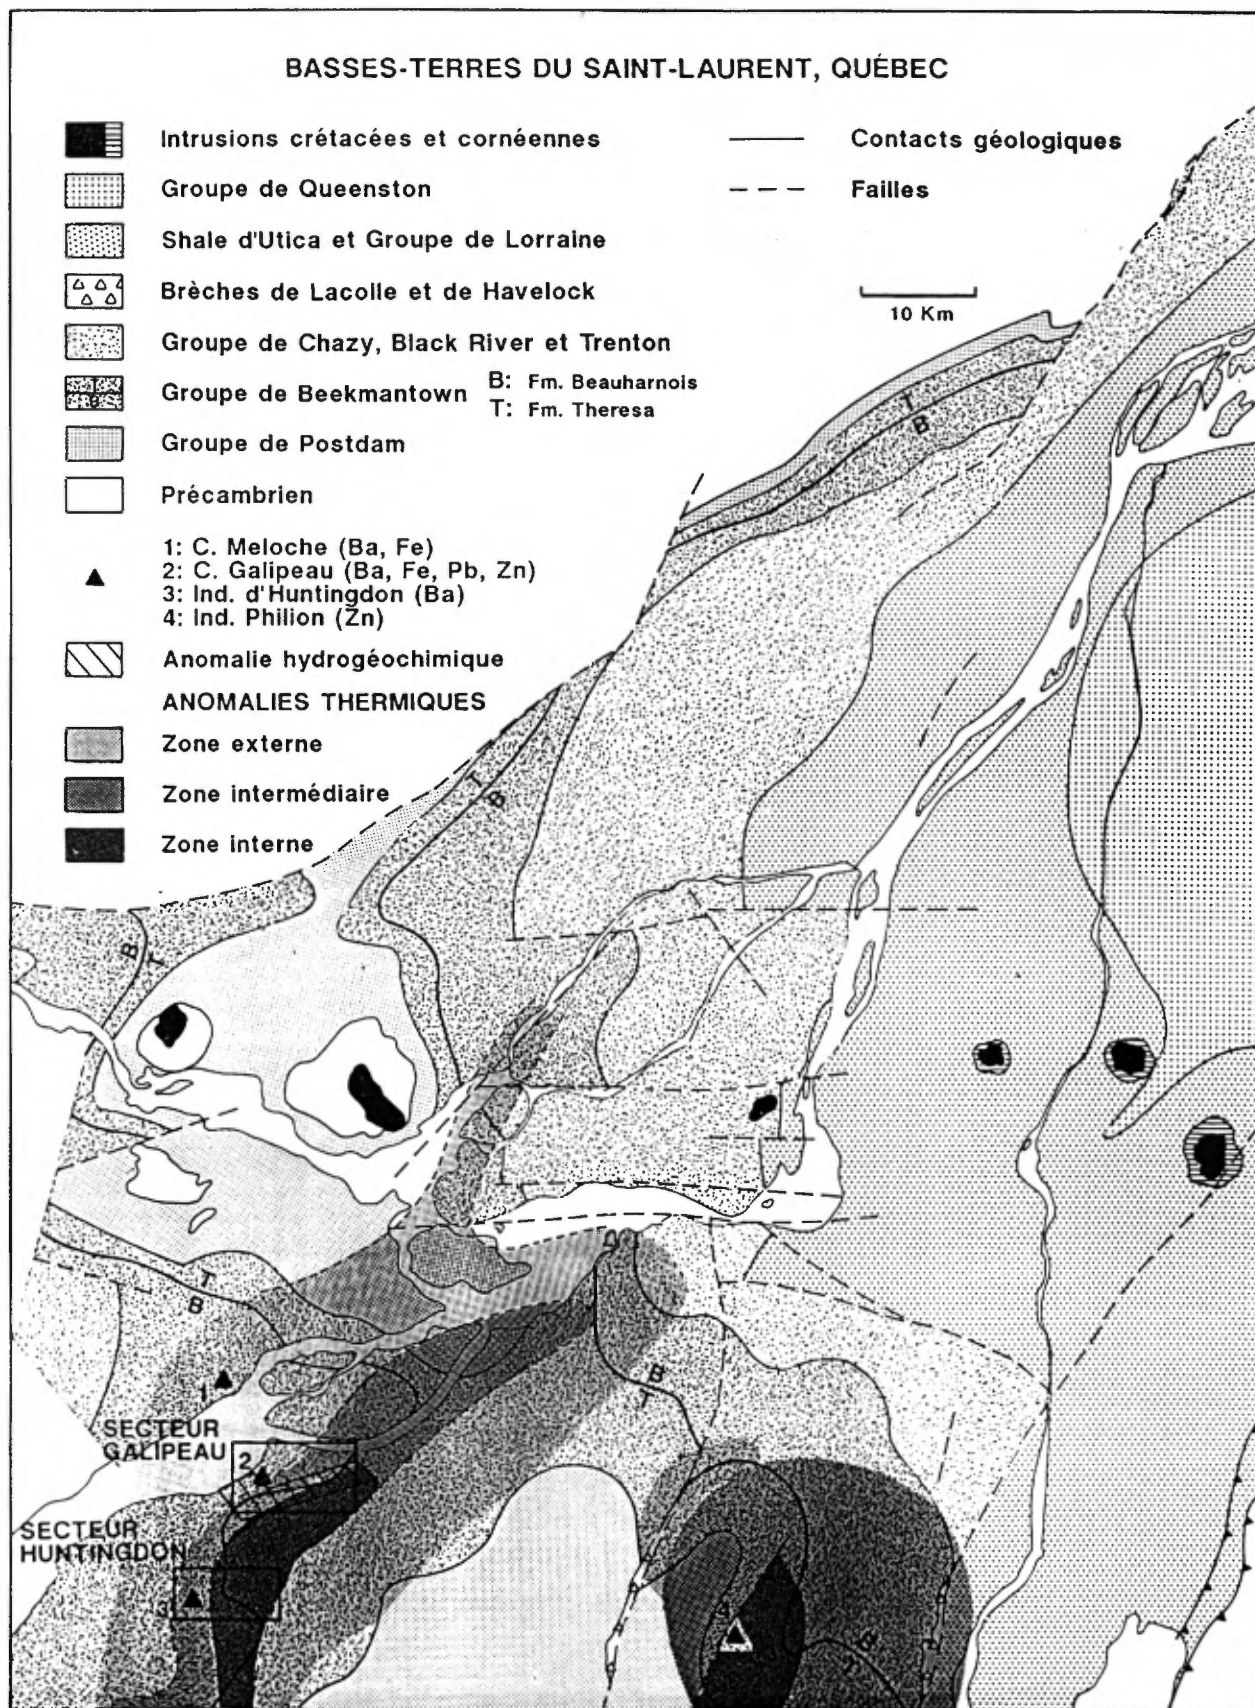 BASSES-TERRES DU SAINT-LAURENT, QUÉBEC
Intrusions crétacées et cornéennes
Groupe de Queenston
Shale d'Utica et Groupe de Lorraine
Brèches de Lacolle et de Havelock
Groupe de Chazy, Black River et Trenton
Groupe de Beekmantown
B: Fm. Beauharnois
T: Fm. Theresa
Groupe de Postdam
Précambrien
1: C. Meloche (Ba, Fe)
2: C. Galipeau (Ba, Fe, Pb, Zn)
3: Ind. d'Huntingdon (Ba)
4: Ind. Philion (Zn)
Anomalie hydrogéochimique
ANOMALIES THERMIQUES
Zone externe
Zone intermédiaire
Zone interne
Contacts géologiques
Failles
10 Km
T
B
T
B
B
T
T
B
B
T
1
SECTEUR
GALIPEAU
2
SECTEUR
HUNTINGDON
3
4
B
T